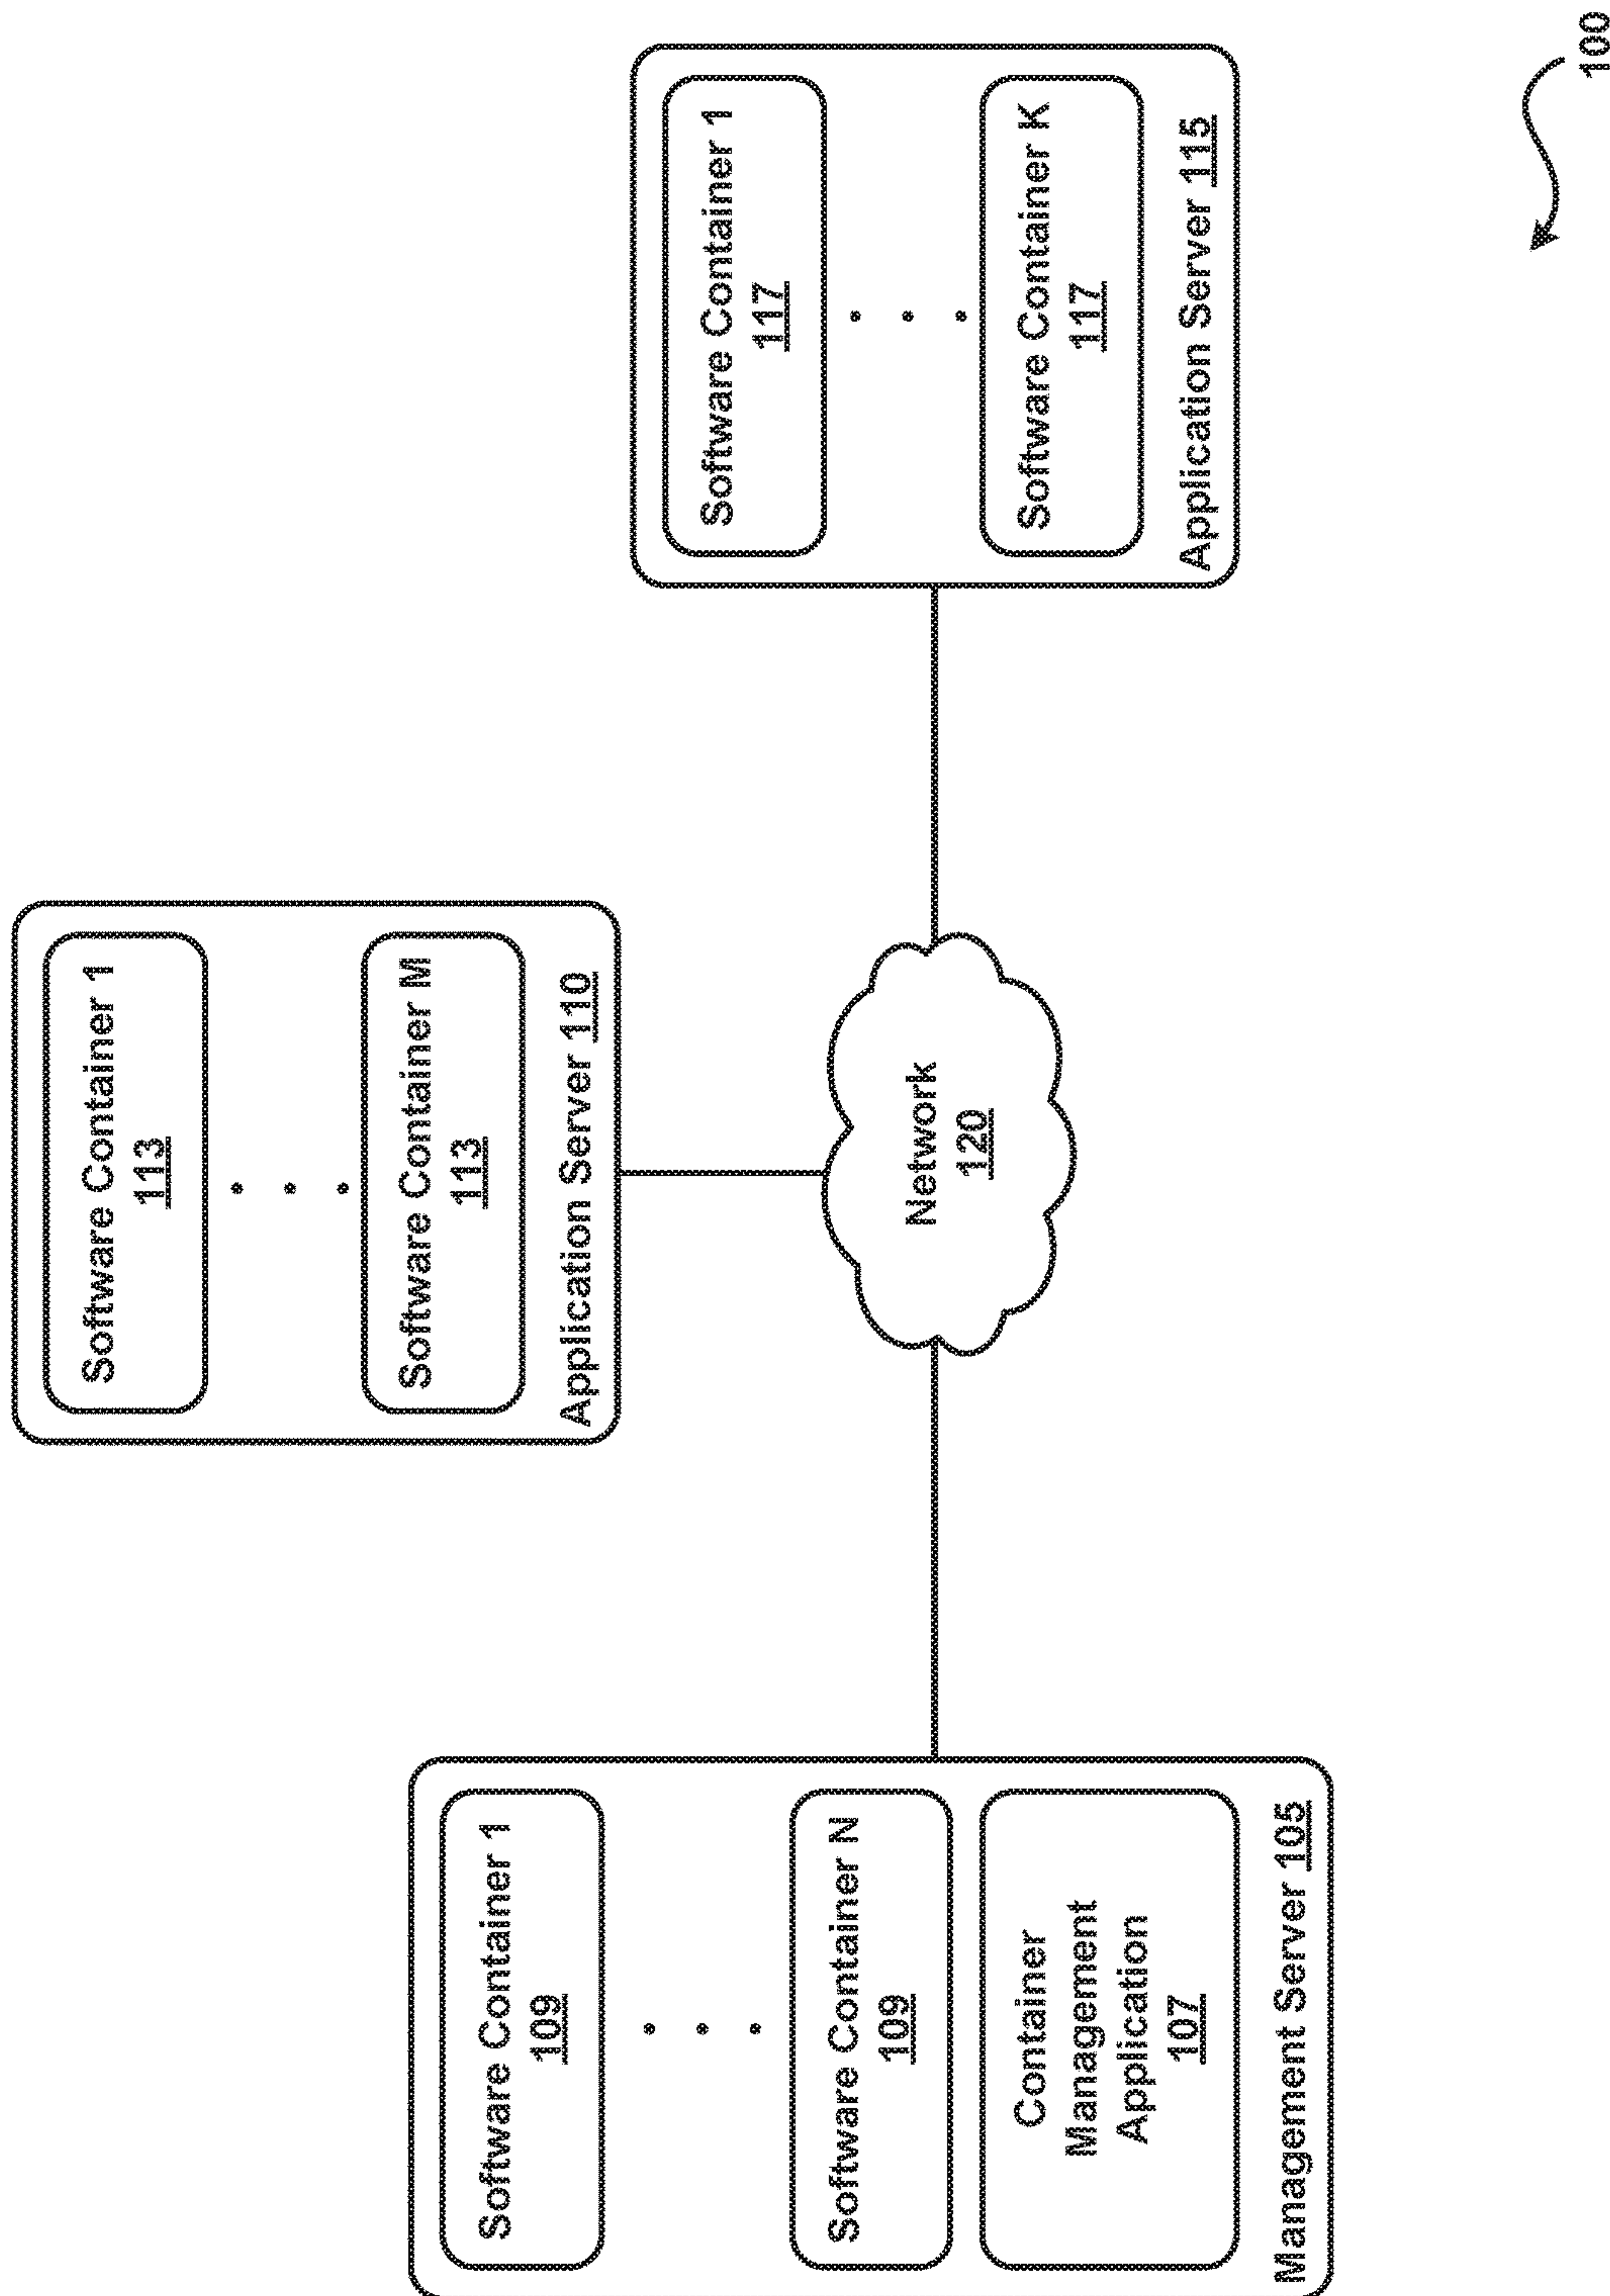 Software Container 1
113
Software Container M
113
Application Server 110
Software Container 1
109
Software Container N
109
Container
Management
Application
107
Management Server 105
Network
120
Software Container 1
117
Software Container K
117
Application Server 115
100